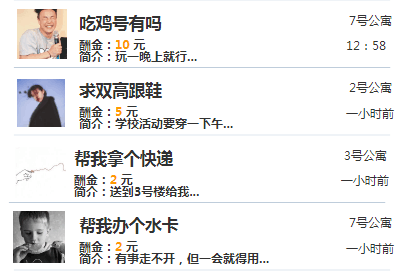 吃鸡号有吗 7号公寓
酬金：10 元 12：58
简介：玩一晚上就行...
求双高跟鞋 2号公寓
酬金：5 元 一小时前
简介：学校活动要穿一下午...
帮我拿个快递 3号公寓
酬金：2 元 一小时前
简介：送到3号楼给我...
帮我办个水卡 7号公寓
酬金：2 元 一小时前
简介：有事走不开，但一会就得用...